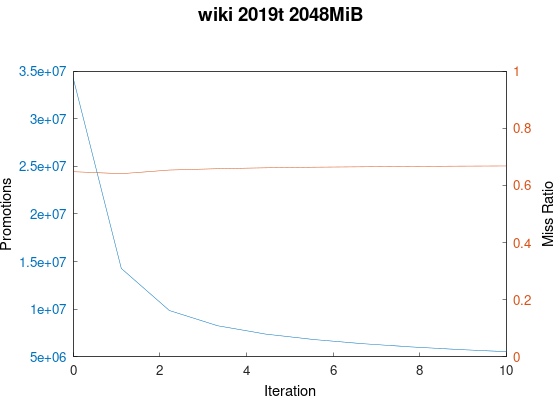 wiki 2019t 2048MiB
3.5e+07
3e+07
2.5e+07
2e+07
1.5e+07
1e+07
5e+06
Promotions
1
0.8
0.6
0.4
0.2
0
Miss Ratio
0 2 4 6 8 10
Iteration